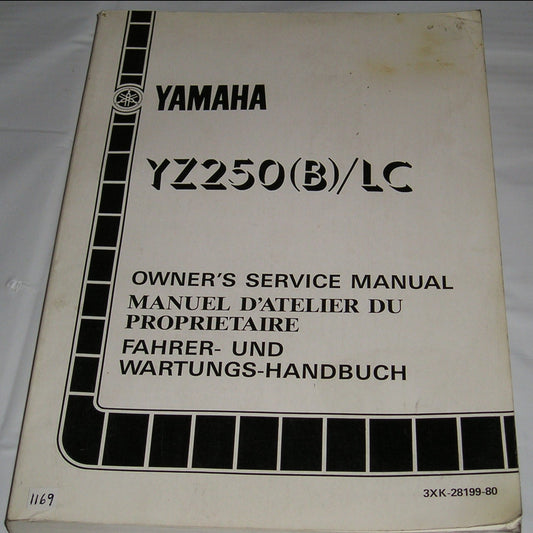 YAMAHA
YZ250(B)/LC
OWNER'S SERVICE MANUAL
MANUEL D'ATELIER DU
PROPRIETAIRE
FAHRER- UND
WARTUNGS-HANDBUCH
3XK-28199-80
1169